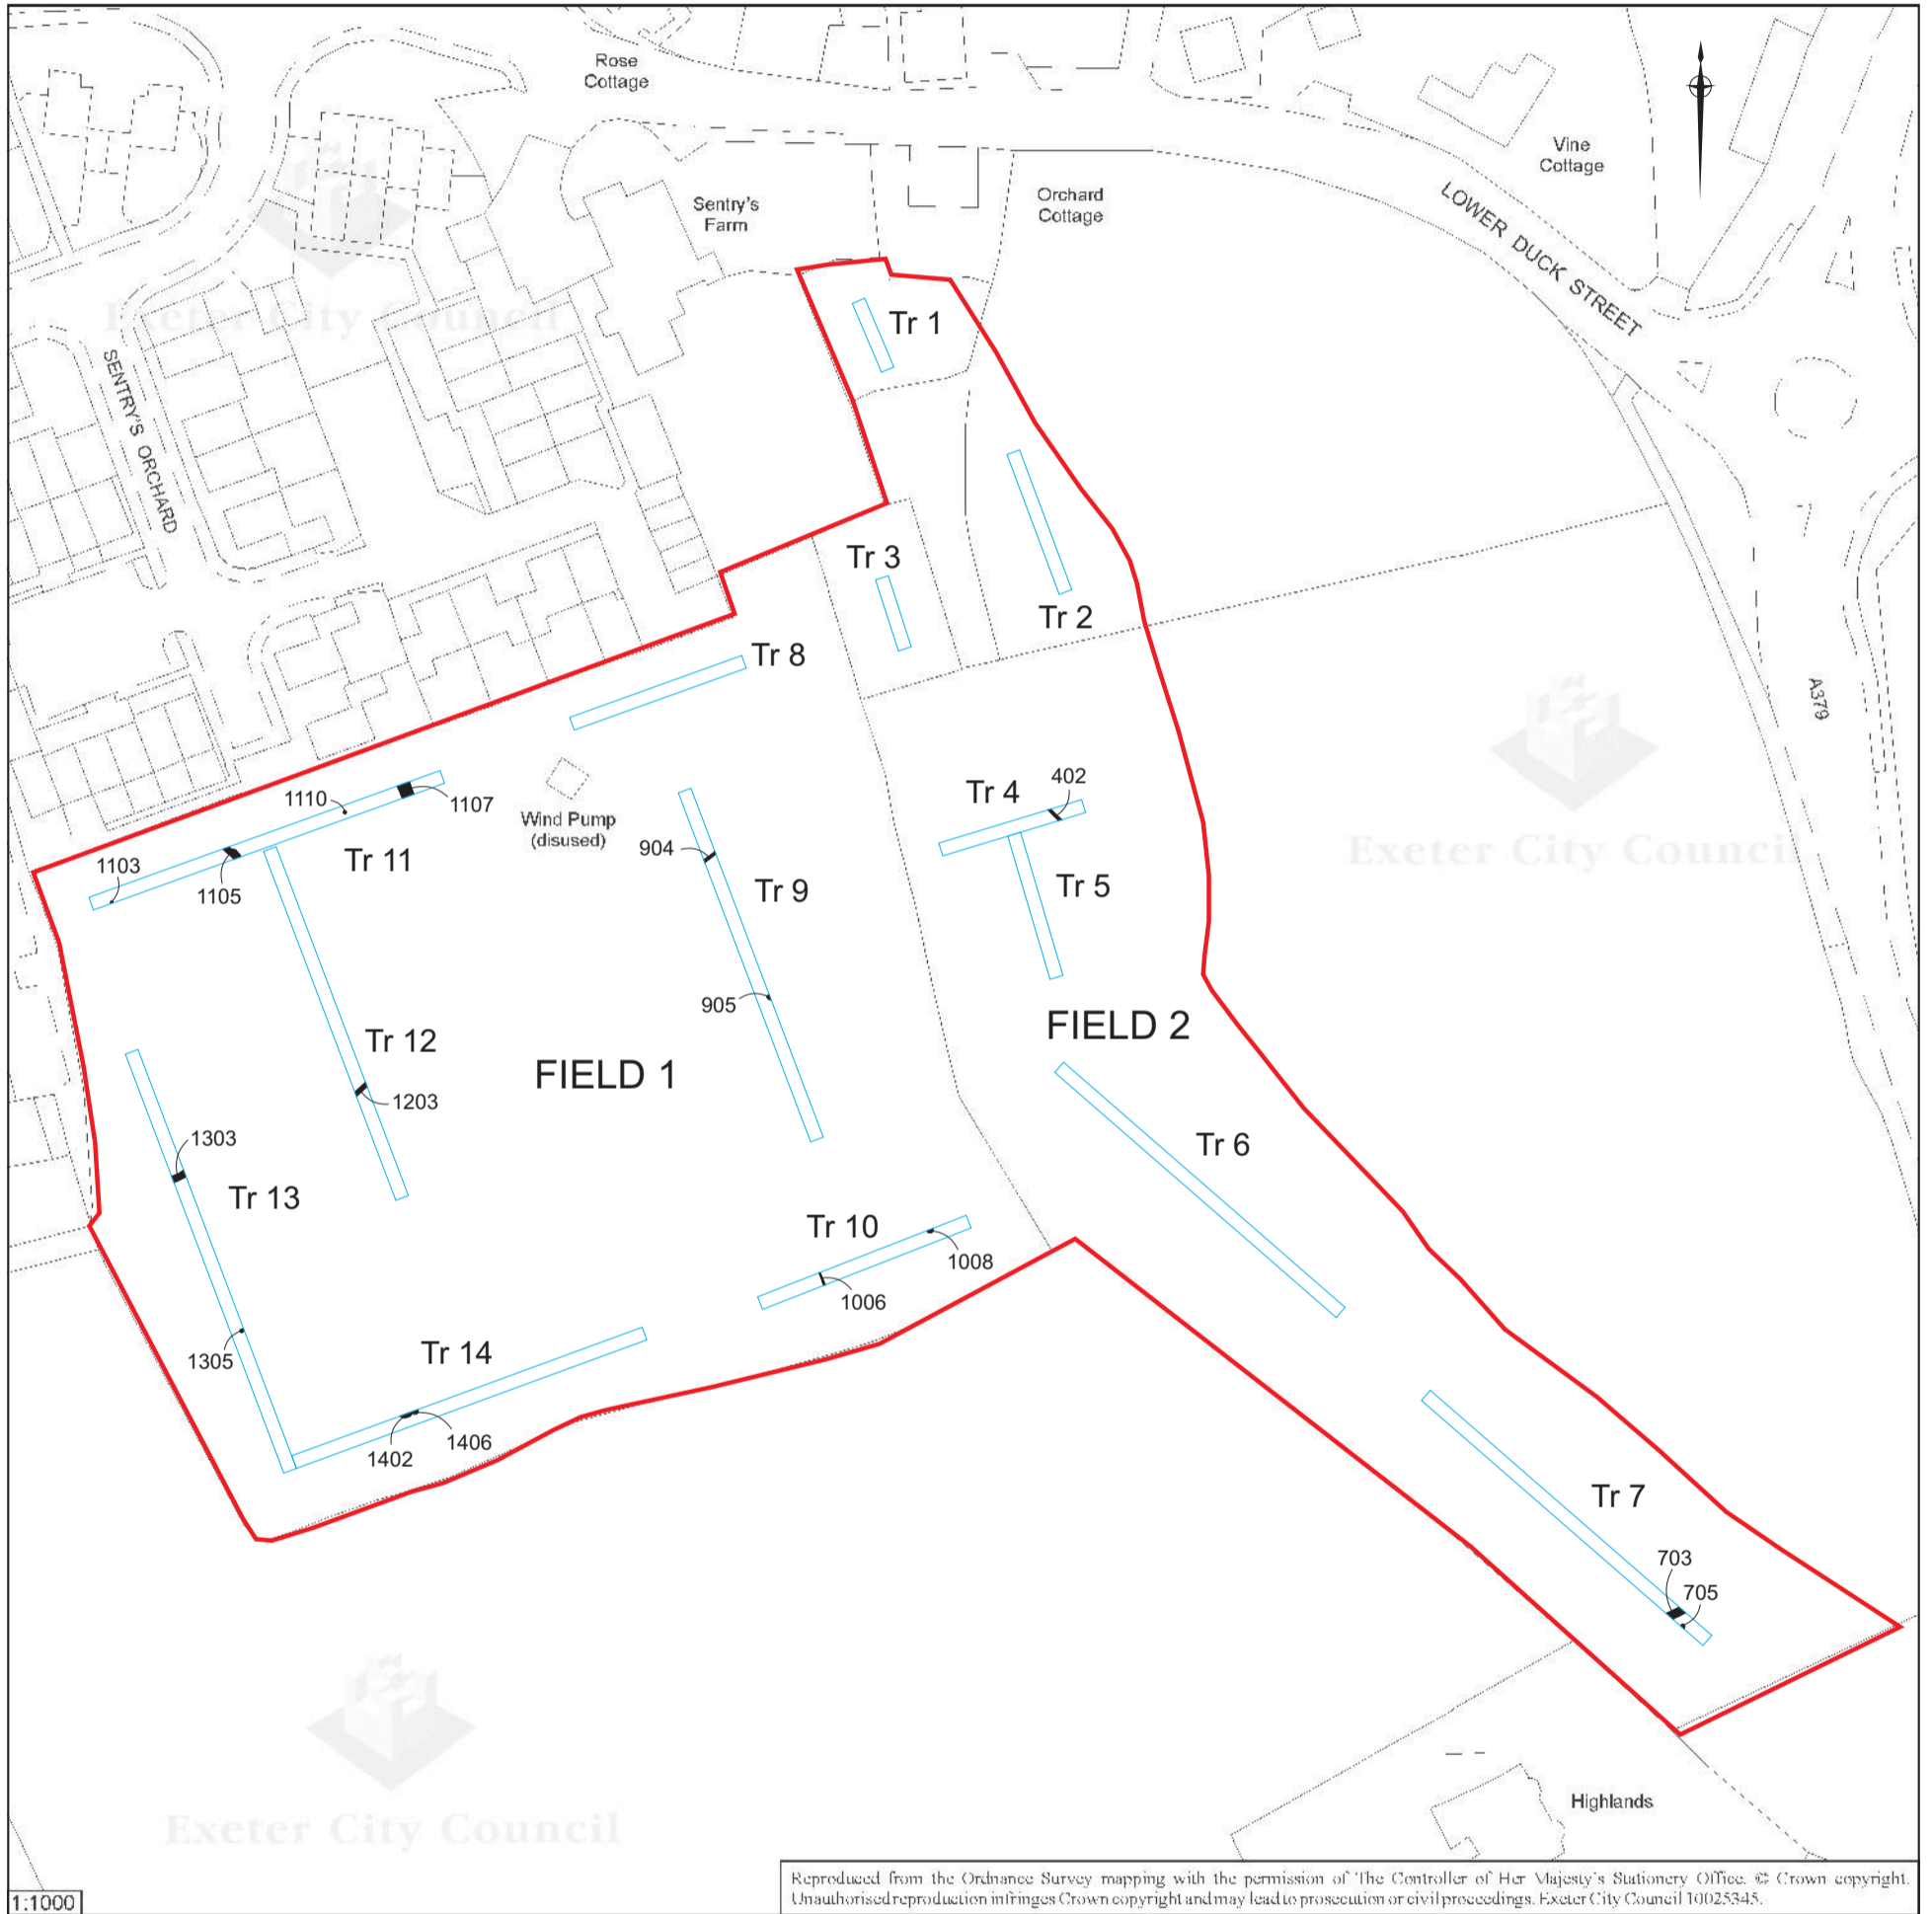 Rose
Cottage
Vine
Cottage
Sentry's
Farm
Orchard
Cottage
LOWER DUCK STREET
Exeter City Council
SENTRY'S ORCHARD
Tr 1
Tr 3
Tr 2
Tr 8
A379
Tr 4
402
1110
1107
Wind Pump
(disused)
904
Exeter City Council
1103
Tr 11
1105
Tr 9
Tr 5
905
FIELD 2
Tr 12
FIELD 1
1203
1303
Tr 13
Tr 6
Tr 10
1008
1006
Tr 14
1305
1406
1402
Tr 7
703
705
Highlands
Exeter City Council
Reproduced from the Ordnance Survey mapping with the permission of The Controller of Her Majesty's Stationery Office. © Crown copyright.
Unauthorised reproduction infringes Crown copyright and may lead to prosecution or civil proceedings. Exeter City Council 10025345.
1:1000